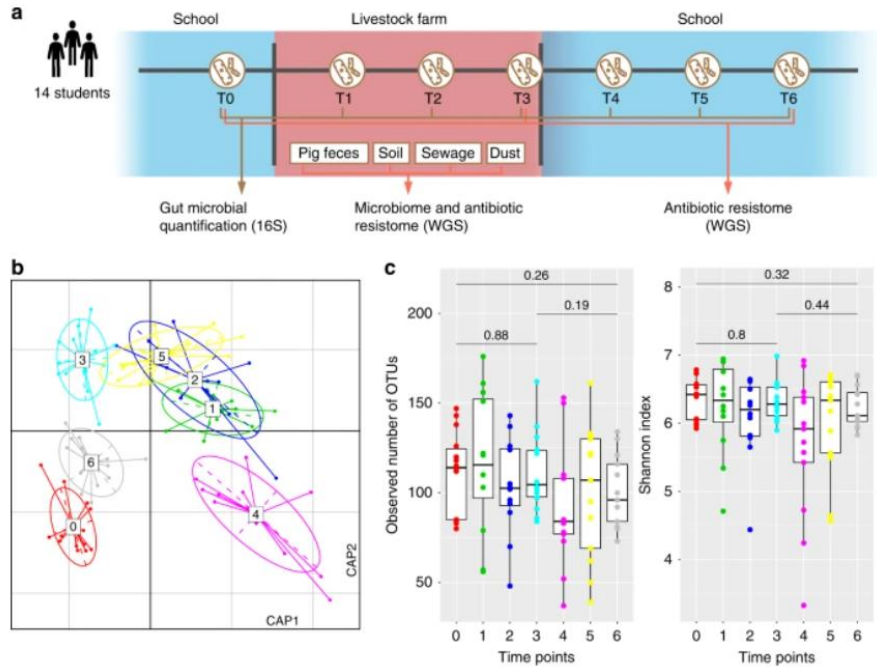 a
School Livestock farm School
14 students
T0 T1 T2 T3 T4 T5 T6
Pig feces Soil Sewage Dust
Gut microbial
quantification (16S)
Microbiome and antibiotic
resistome (WGS)
Antibiotic resistome
(WGS)
b
3
5
2
1
6
4
0
CAP2
CAP1
c
Observed number of OTUs
200
150
100
50
0.26
0.19
0.88
0 1 2 3 4 5 6
Time points
Shannon index
8
7
6
5
4
0.32
0.44
0.8
0 1 2 3 4 5 6
Time points